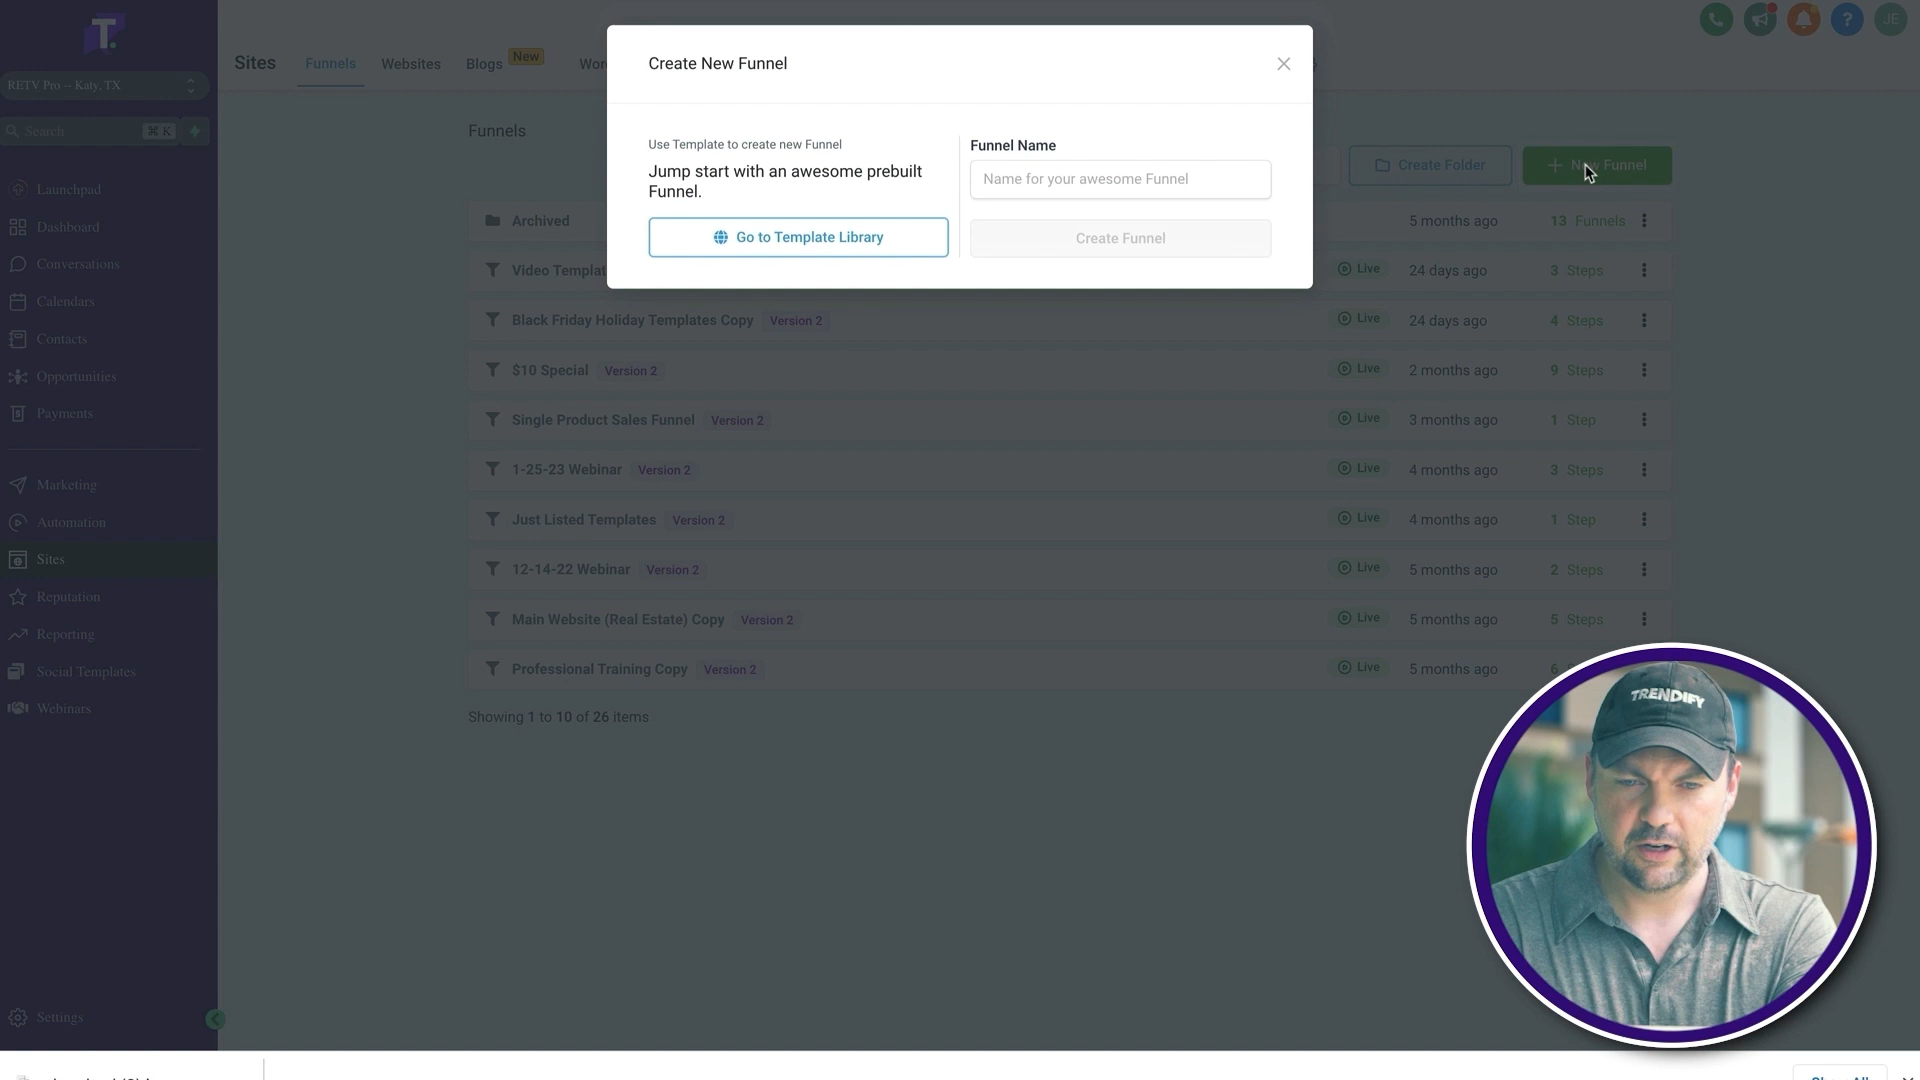 T.
JE
Sites
Funnels
Websites
Blogs
New
RETV Pro -- Katy, TX
Search
⌘ K
Launchpad
Dashboard
Conversations
Calendars
Contacts
Opportunities
Payments
Marketing
Automation
Sites
Reputation
Reporting
Social Templates
Webinars
Settings
Create New Funnel
Use Template to create new Funnel
Jump start with an awesome prebuilt
Funnel.
Go to Template Library
Funnel Name
Name for your awesome Funnel
Create Funnel
Funnels
Create Folder
New Funnel
Archived 5 months ago 13 Funnels
Video Templat Live 24 days ago 3 Steps
Black Friday Holiday Templates Copy Version 2 Live 24 days ago 4 Steps
$10 Special Version 2 Live 2 months ago 9 Steps
Single Product Sales Funnel Version 2 Live 3 months ago 1 Step
1-25-23 Webinar Version 2 Live 4 months ago 3 Steps
Just Listed Templates Version 2 Live 4 months ago 1 Step
12-14-22 Webinar Version 2 Live 5 months ago 2 Steps
Main Website (Real Estate) Copy Version 2 Live 5 months ago 5 Steps
Professional Training Copy Version 2 Live 5 months ago 6
Showing 1 to 10 of 26 items
TRENDIFY
Show All